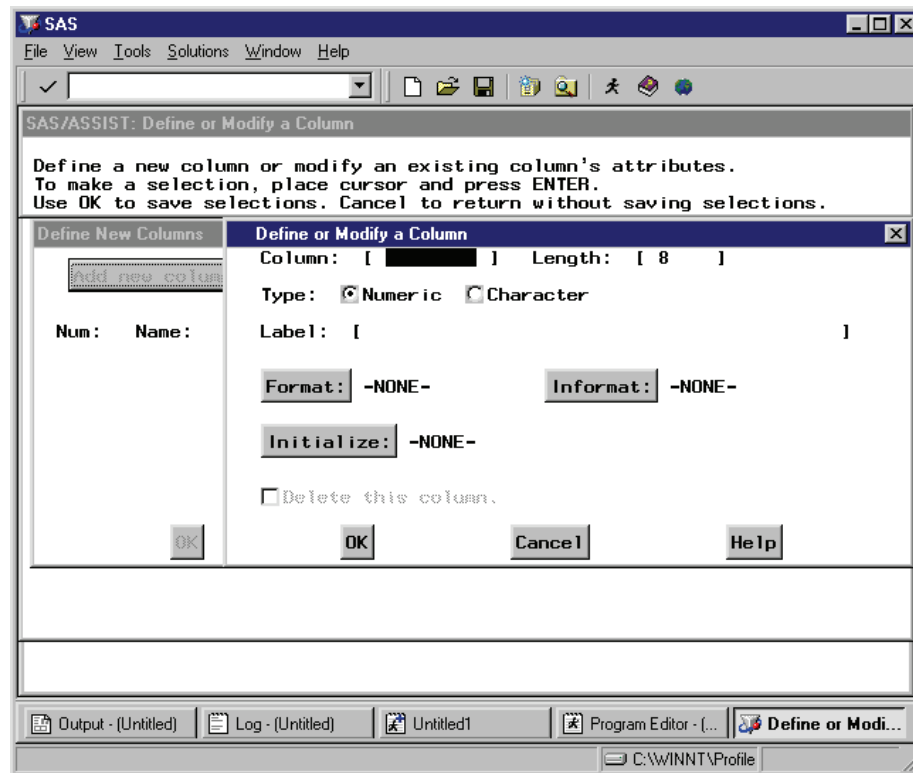 SAS
File View Tools Solutions Window Help
SAS/ASSIST: Define or Modify a Column
Define a new column or modify an existing column's attributes.
To make a selection, place cursor and press ENTER.
Use OK to save selections. Cancel to return without saving selections.
Define New Columns
Define or Modify a Column
Add new colum
Column: [ ] Length: [ 8 ]
Type: Numeric Character
Num: Name:
Label: [ ]
Format: -NONE- Informat: -NONE-
Initialize: -NONE-
Delete this column.
OK
OK Cancel Help
Output - (Untitled) Log - (Untitled) Untitled1 Program Editor - (... Define or Modi...
C:\WINNT\Profile